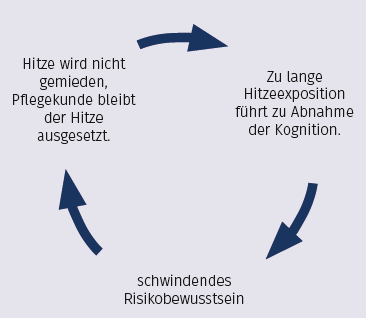 Hitze wird nicht
gemieden,
Pflegekunde bleibt
der Hitze
ausgesetzt.
Zu lange
Hitzeexposition
führt zu Abnahme
der Kognition.
schwindendes
Risikobewusstsein